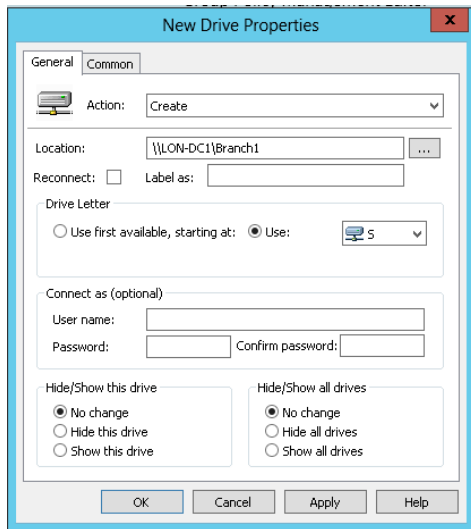 New Drive Properties
x
General Common
Action: Create
Location: \\LON-DC1\Branch1 ...
Reconnect: Label as:
Drive Letter
Use first available, starting at: Use: S
Connect as (optional)
User name:
Password: Confirm password:
Hide/Show this drive Hide/Show all drives
No change No change
Hide this drive Hide all drives
Show this drive Show all drives
OK Cancel Apply Help